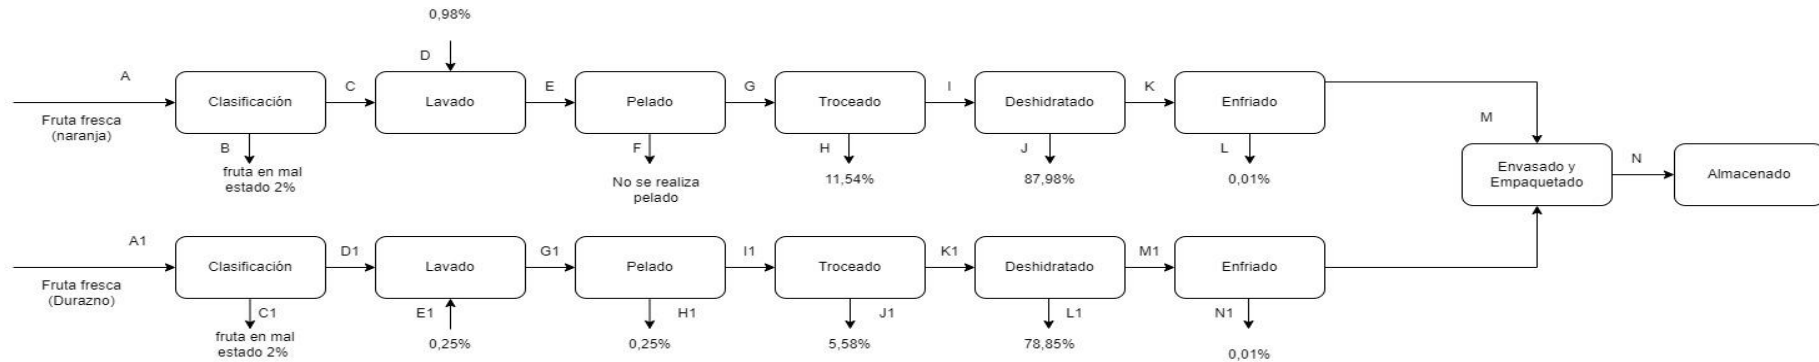 0,98%
D
A
C
E
G
I
K
Clasificación
Lavado
Pelado
Troceado
Deshidratado
Enfriado
M
Fruta fresca
(naranja)
B
F
H
J
L
fruta en mal
estado 2%
No se realiza
pelado
11,54%
87,98%
0,01%
Envasado y
Empaquetado
N
Almacenado
A1
D1
G1
I1
K1
M1
Clasificación
Lavado
Pelado
Troceado
Deshidratado
Enfriado
Fruta fresca
(Durazno)
C1
E1
H1
J1
L1
N1
fruta en mal
estado 2%
0,25%
0,25%
5,58%
78,85%
0,01%